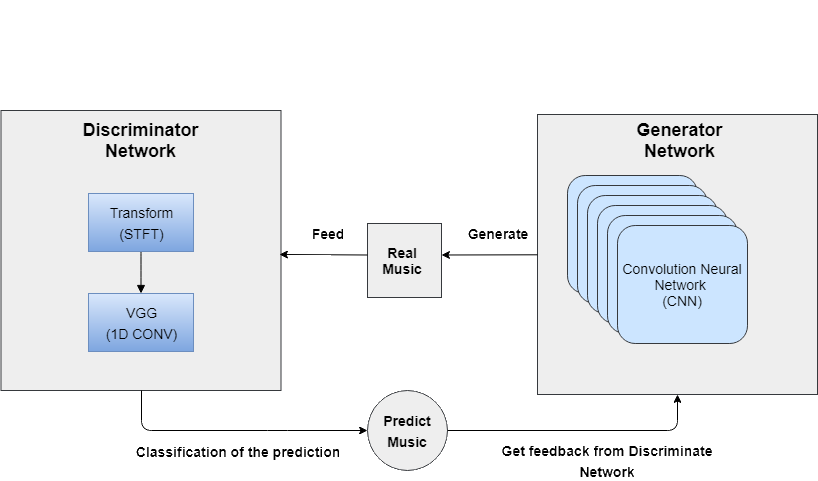 Discriminator
Network
Transform
(STFT)
VGG
(1D CONV)
Feed
Real
Music
Generate
Generator
Network
Convolution Neural
Network
(CNN)
Classification of the prediction
Predict
Music
Get feedback from Discriminate
Network